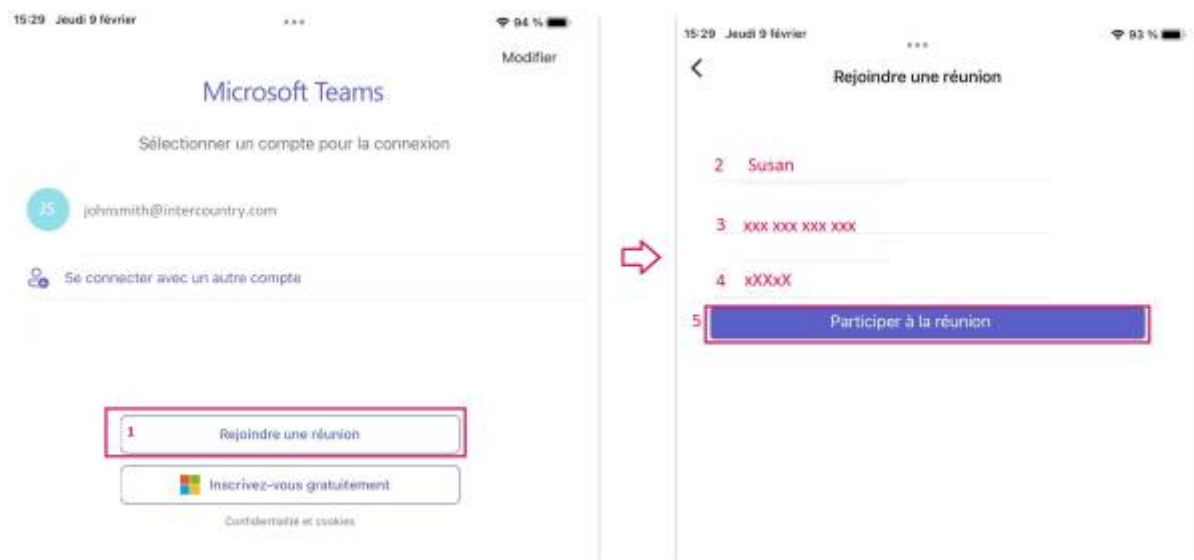 15:29 Jeudi 9 février
94 %
Modifier
Microsoft Teams
Sélectionner un compte pour la connexion
JS
johnsmith@intercountry.com
Se connecter avec un autre compte
1 Rejoindre une réunion
Inscrivez-vous gratuitement
Confidentialité et cookies
15:29 Jeudi 9 février
93 %
Rejoindre une réunion
2 Susan
3 xxx xxx xxx xxx
4 xXXxX
5 Participer à la réunion